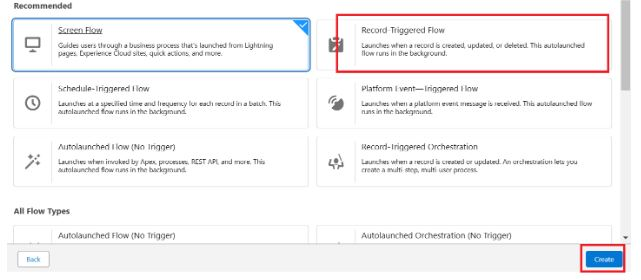 Recommended
Screen Flow
Guides users through a business process that's launched from Lightning
pages, Experience Cloud sites, quick actions, and more.
Record-Triggered Flow
Launches when a record is created, updated, or deleted. This autolaunched
flow runs in the background.
Schedule-Triggered Flow
Launches at a specified time and frequency for each record in a batch. This
autolaunched flow runs in the background.
Platform Event—Triggered Flow
Launches when a platform event message is received. This autolaunched flow
runs in the background.
Autolaunched Flow (No Trigger)
Launches when invoked by Apex, processes, REST API, and more. This
autolaunched flow runs in the background.
Record-Triggered Orchestration
Launches when a record is created or updated. An orchestration lets you
create a multi-step, multi-user process.
All Flow Types
Autolaunched Flow (No Trigger)
Autolaunched Orchestration (No Trigger)
Back
Create